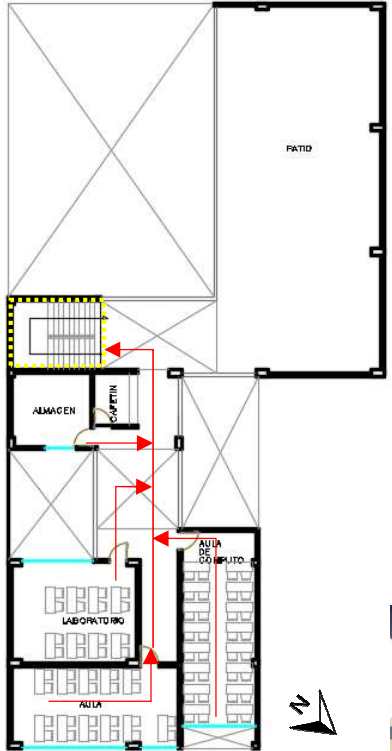 PATIO
ALMACEN
CAFETIN
AULA
DE
COMPUTO
LABORATORIO
AULA
N